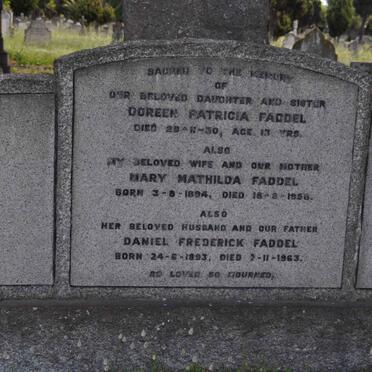 SACRED TO THE MEMORY
OF
OUR BELOVED DAUGHTER AND SISTER
DOREEN PATRICIA FADDEL
DIED 28-11-30, AGE 13 YRS.
ALSO
MY BELOVED WIFE AND OUR MOTHER
MARY MATHILDA FADDEL
BORN 3-8-1894, DIED 16-8-1956.
ALSO
HER BELOVED HUSBAND AND OUR FATHER
DANIEL FREDERICK FADDEL
BORN 24-6-1893, DIED 7-11-1963.
SO LOVED SO MOURNED.